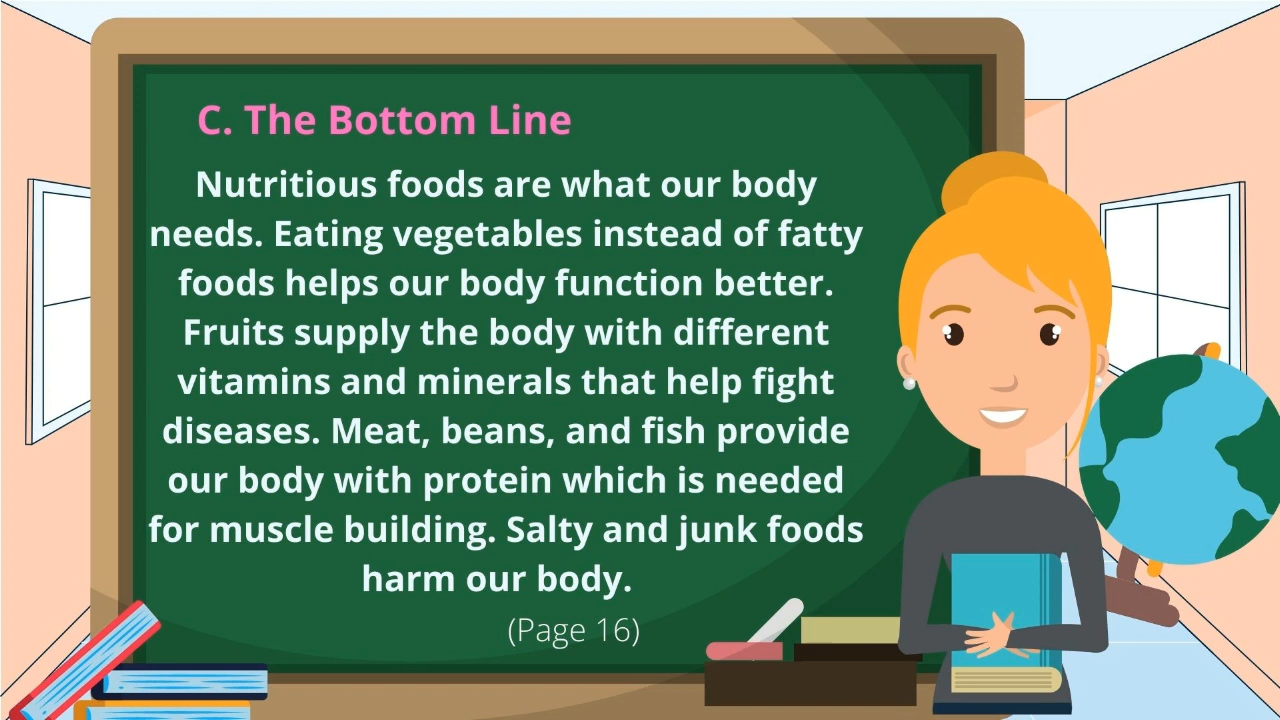 C. The Bottom Line
Nutritious foods are what our body
needs. Eating vegetables instead of fatty
foods helps our body function better.
Fruits supply the body with different
vitamins and minerals that help fight
diseases. Meat, beans, and fish provide
our body with protein which is needed
for muscle building. Salty and junk foods
harm our body.
(Page 16)